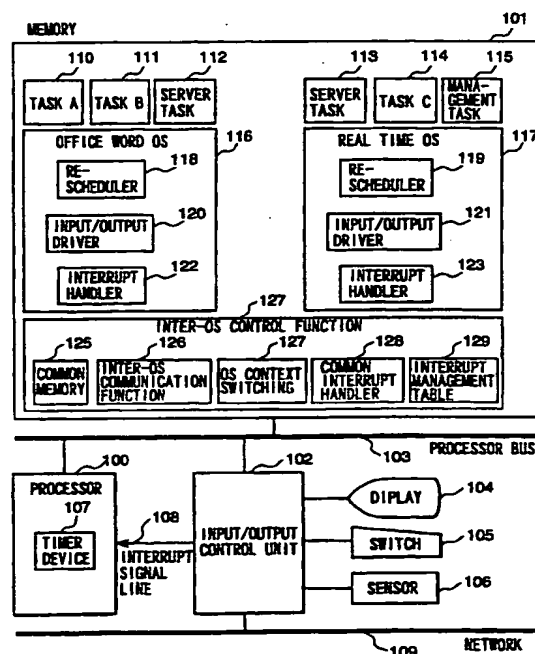 MEMORY
101
110
111
112
113
114
115
TASK A
TASK B
SERVER
TASK
SERVER
TASK
TASK C
MANA-
GEMENT
TASK
OFFICE WORD OS
116
REAL TIME OS
117
RE-
SCHEDULER
118
RE-
SCHEDULER
119
INPUT/OUTPUT
DRIVER
120
INPUT/OUTPUT
DRIVER
121
INTERRUPT
HANDLER
122
INTERRUPT
HANDLER
123
127
INTER-OS CONTROL FUNCTION
125
126
127
128
129
COMMON
MEMORY
INTER-OS
COMMUNICATION
FUNCTION
OS CONTEXT
SWITCHING
COMMON
INTERRUPT
HANDLER
INTERRUPT
MANAGEMENT
TABLE
103
PROCESSOR BUS
100
102
PROCESSOR
107
TIMER
DEVICE
108
INTERRUPT
SIGNAL
LINE
INPUT/OUTPUT
CONTROL UNIT
DIPLAY
104
SWITCH
105
SENSOR
106
109
NETWORK